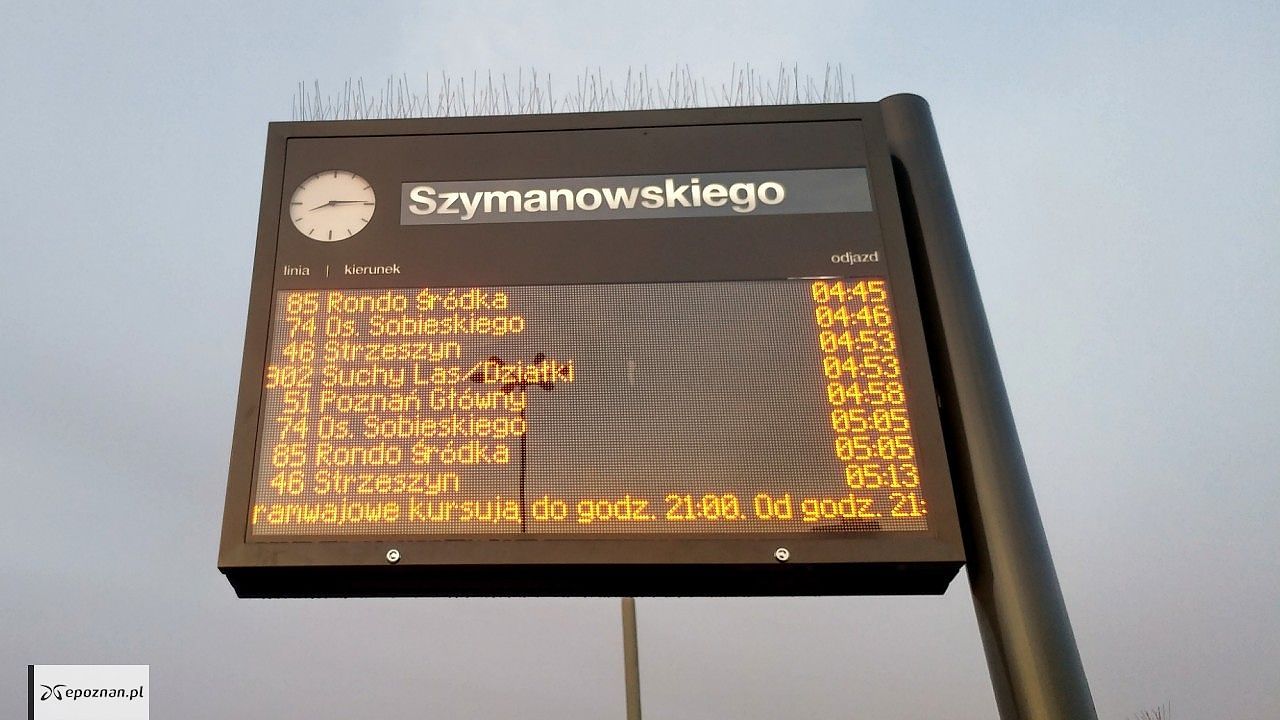 Szymanowskiego
linia | kierunek odjazd
85 Rondo Śródka 04:45
74 Os. Sobieskiego 04:46
46 Strzeszyn 04:53
902 Suchy Las/Działki 04:53
51 Poznań Główny 04:58
74 Os. Sobieskiego 05:05
85 Rondo Śródka 05:05
46 Strzeszyn 05:13
ramwajowe kursują do godz. 21:00. Od godz. 21:
epoznan.pl